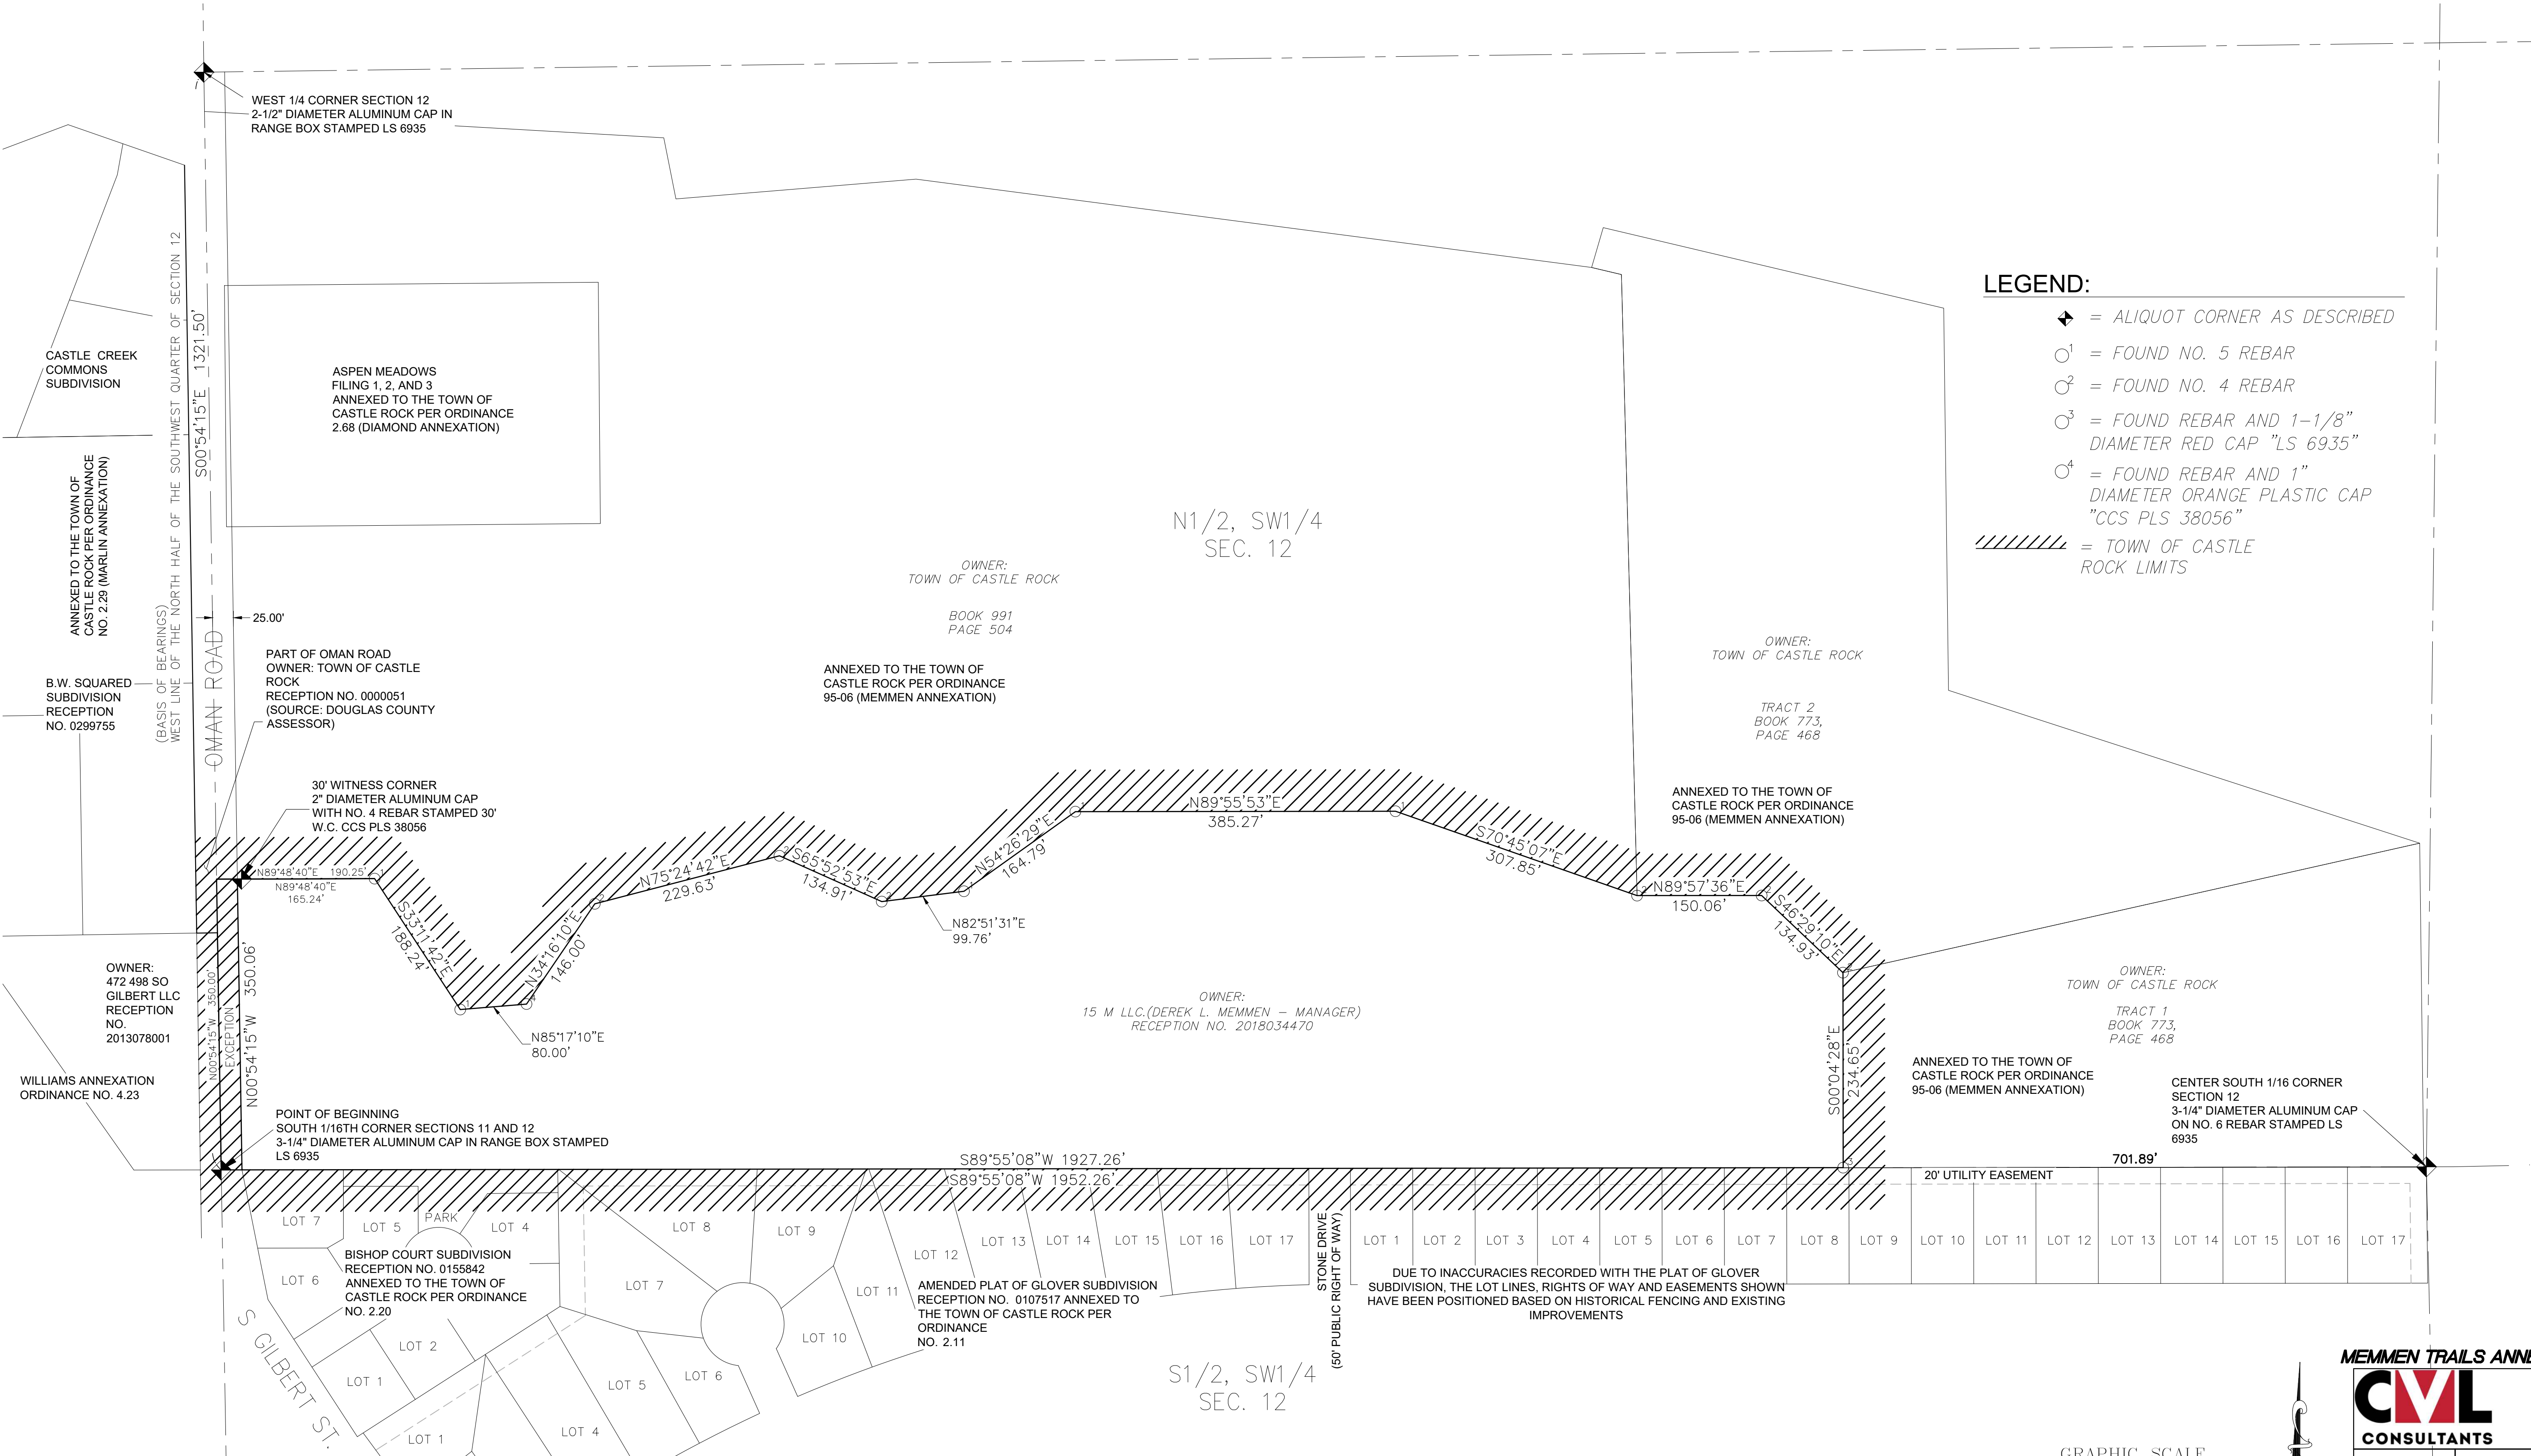 WEST 1/4 CORNER SECTION 12
2-1/2" DIAMETER ALUMINUM CAP IN
RANGE BOX STAMPED LS 6935
LEGEND:
= ALIQUOT CORNER AS DESCRIBED
1 = FOUND NO. 5 REBAR
2 = FOUND NO. 4 REBAR
3 = FOUND REBAR AND 1-1/8"
DIAMETER RED CAP "LS 6935"
4 = FOUND REBAR AND 1"
DIAMETER ORANGE PLASTIC CAP
"CCS PLS 38056"
= TOWN OF CASTLE
ROCK LIMITS
CASTLE CREEK
COMMONS
SUBDIVISION
ANNEXED TO THE TOWN OF
CASTLE ROCK PER ORDINANCE
NO. 2.29 (MARLIN ANNEXATION)
(BASIS OF BEARINGS)
WEST LINE OF THE NORTH HALF OF THE SOUTHWEST QUARTER OF SECTION 12
S00°54'15"E 1321.50'
OMAN ROAD
25.00'
ASPEN MEADOWS
FILING 1, 2, AND 3
ANNEXED TO THE TOWN OF
CASTLE ROCK PER ORDINANCE
2.68 (DIAMOND ANNEXATION)
N1/2, SW1/4
SEC. 12
OWNER:
TOWN OF CASTLE ROCK
BOOK 991
PAGE 504
ANNEXED TO THE TOWN OF
CASTLE ROCK PER ORDINANCE
95-06 (MEMMEN ANNEXATION)
OWNER:
TOWN OF CASTLE ROCK
TRACT 2
BOOK 773,
PAGE 468
ANNEXED TO THE TOWN OF
CASTLE ROCK PER ORDINANCE
95-06 (MEMMEN ANNEXATION)
B.W. SQUARED
SUBDIVISION
RECEPTION
NO. 0299755
PART OF OMAN ROAD
OWNER: TOWN OF CASTLE
ROCK
RECEPTION NO. 0000051
(SOURCE: DOUGLAS COUNTY
ASSESSOR)
30' WITNESS CORNER
2" DIAMETER ALUMINUM CAP
WITH NO. 4 REBAR STAMPED 30'
W.C. CCS PLS 38056
N89°48'40"E 190.25'
N89°48'40"E
165.24'
S33°11'42"E
188.24'
N85°17'10"E
80.00'
N34°16'10"E
146.00'
N75°24'42"E
229.63'
S65°52'53"E
134.91'
N82°51'31"E
99.76'
N54°26'29"E
164.79'
N89°55'53"E
385.27'
S70°45'07"E
307.85'
N89°57'36"E
150.06'
S46°29'10"E
134.93'
S00°04'28"E
234.65'
OWNER:
472 498 SO
GILBERT LLC
RECEPTION
NO.
2013078001
N00°54'15"W 350.00'
EXCEPTION
N00°54'15"W 350.06'
WILLIAMS ANNEXATION
ORDINANCE NO. 4.23
OWNER:
15 M LLC.(DEREK L. MEMMEN – MANAGER)
RECEPTION NO. 2018034470
OWNER:
TOWN OF CASTLE ROCK
TRACT 1
BOOK 773,
PAGE 468
ANNEXED TO THE TOWN OF
CASTLE ROCK PER ORDINANCE
95-06 (MEMMEN ANNEXATION)
CENTER SOUTH 1/16 CORNER
SECTION 12
3-1/4" DIAMETER ALUMINUM CAP
ON NO. 6 REBAR STAMPED LS
6935
POINT OF BEGINNING
SOUTH 1/16TH CORNER SECTIONS 11 AND 12
3-1/4" DIAMETER ALUMINUM CAP IN RANGE BOX STAMPED
LS 6935
S89°55'08"W 1927.26'
S89°55'08"W 1952.26'
701.89'
20' UTILITY EASEMENT
LOT 7
LOT 5
PARK
LOT 4
LOT 8
LOT 9
LOT 12
LOT 13
LOT 14
LOT 15
LOT 16
LOT 17
STONE DRIVE
(50' PUBLIC RIGHT OF WAY)
LOT 1
LOT 2
LOT 3
LOT 4
LOT 5
LOT 6
LOT 7
LOT 8
LOT 9
LOT 10
LOT 11
LOT 12
LOT 13
LOT 14
LOT 15
LOT 16
LOT 17
BISHOP COURT SUBDIVISION
RECEPTION NO. 0155842
ANNEXED TO THE TOWN OF
CASTLE ROCK PER ORDINANCE
NO. 2.20
LOT 6
LOT 7
LOT 11
AMENDED PLAT OF GLOVER SUBDIVISION
RECEPTION NO. 0107517 ANNEXED TO
THE TOWN OF CASTLE ROCK PER
ORDINANCE
NO. 2.11
DUE TO INACCURACIES RECORDED WITH THE PLAT OF GLOVER
SUBDIVISION, THE LOT LINES, RIGHTS OF WAY AND EASEMENTS SHOWN
HAVE BEEN POSITIONED BASED ON HISTORICAL FENCING AND EXISTING
IMPROVEMENTS
S GILBERT ST.
LOT 2
LOT 1
LOT 10
LOT 6
LOT 5
LOT 4
LOT 1
S1/2, SW1/4
SEC. 12
MEMMEN TRAILS ANNE
CVL
CONSULTANTS
GRAPHIC SCALE